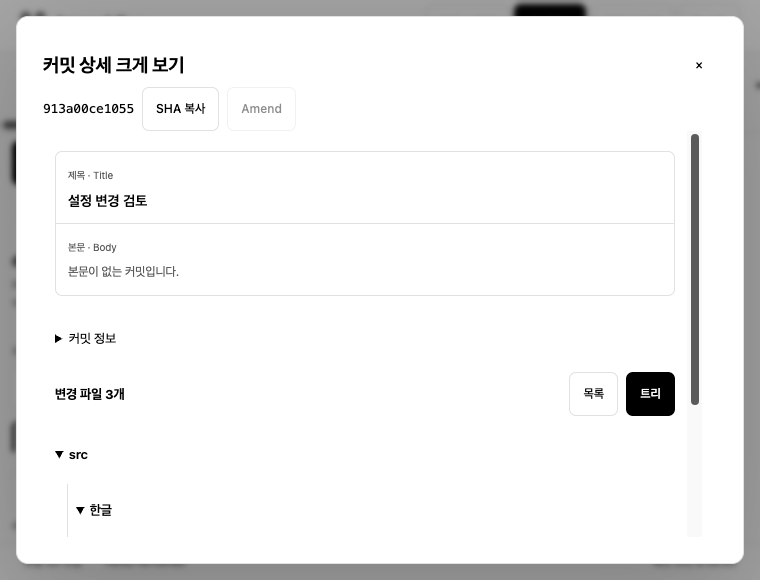 커밋 상세 크게 보기 ×
913a00ce1055 SHA 복사 Amend
제목 · Title
설정 변경 검토
본문 · Body
본문이 없는 커밋입니다.
▶ 커밋 정보
변경 파일 3개 목록 트리
▼ src
▼ 한글